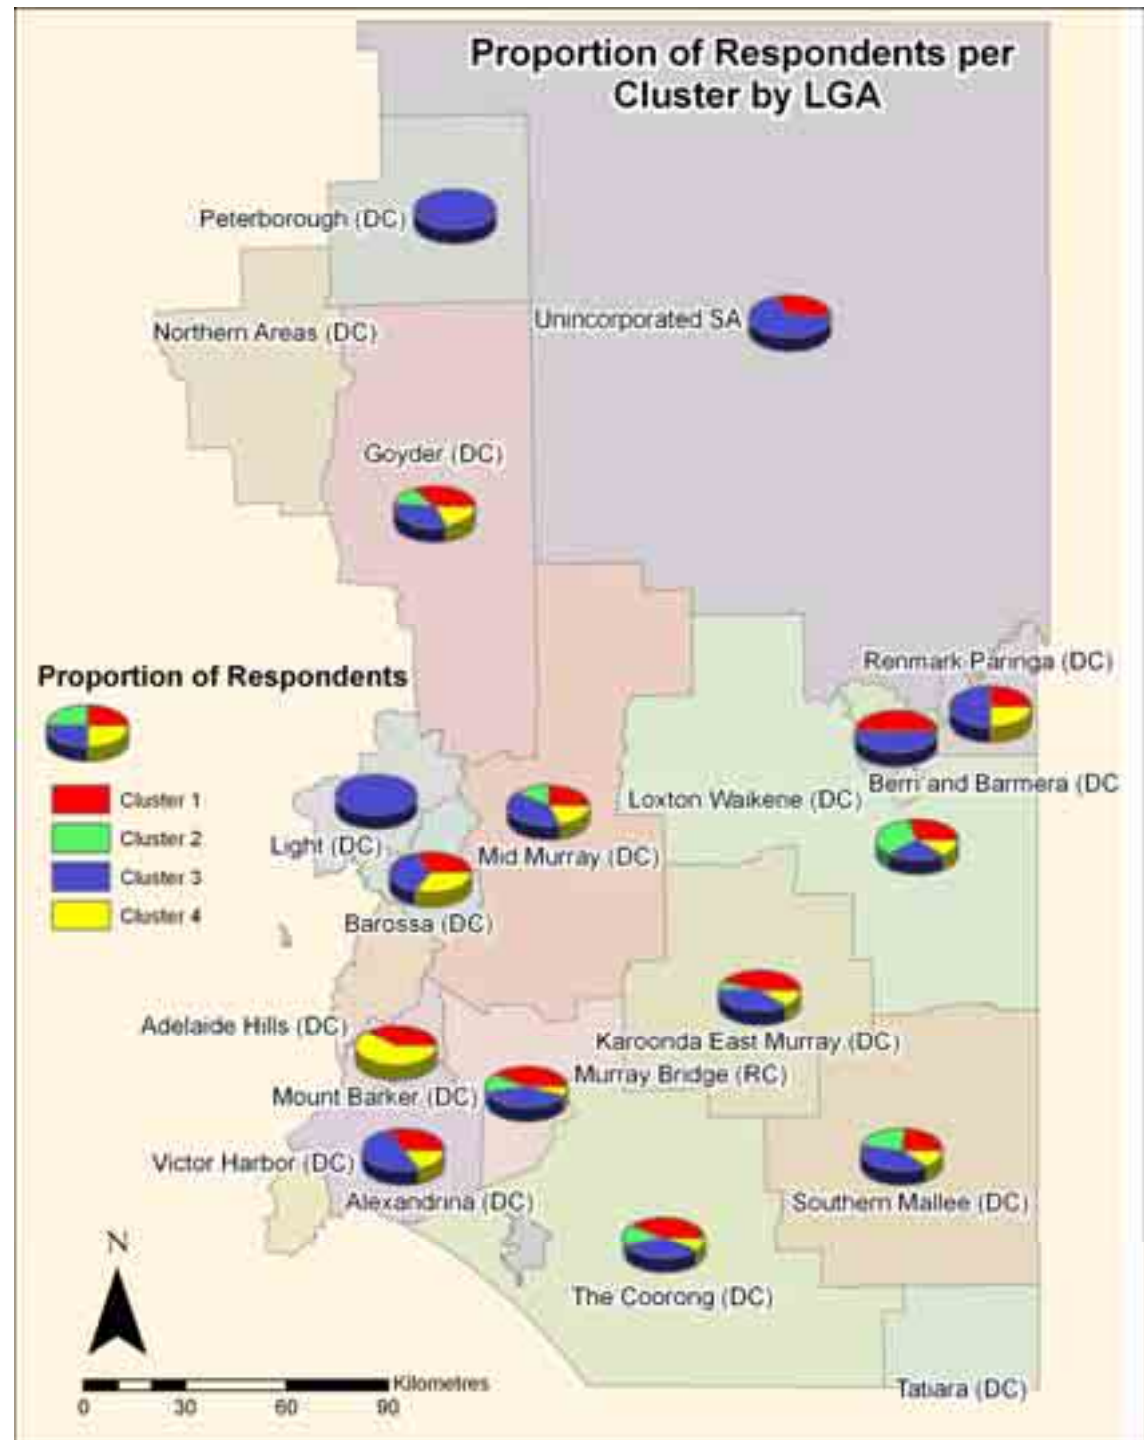 Proportion of Respondents per
Cluster by LGA
Peterborough (DC)
Unincorporated SA
Northern Areas (DC)
Goyder (DC)
Renmark Paringa (DC)
Proportion of Respondents
Cluster 1
Cluster 2
Cluster 3
Cluster 4
Berri and Barmera (DC
Loxton Waikerie (DC)
Light (DC)
Mid Murray (DC)
Barossa (DC)
Adelaide Hills (DC)
Karoonda East Murray (DC)
Murray Bridge (RC)
Mount Barker (DC)
Victor Harbor (DC)
Alexandrina (DC)
Southern Mallee (DC)
N
The Coorong (DC)
Kilometres
0 30 60 90
Tatiara (DC)